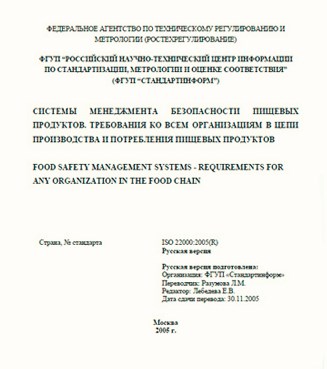 ФЕДЕРАЛЬНОЕ АГЕНТСТВО ПО ТЕХНИЧЕСКОМУ РЕГУЛИРОВАНИЮ И
МЕТРОЛОГИИ (РОСТЕХРЕГУЛИРОВАНИЕ)
ФГУП "РОССИЙСКИЙ НАУЧНО-ТЕХНИЧЕСКИЙ ЦЕНТР ИНФОРМАЦИИ
ПО СТАНДАРТИЗАЦИИ, МЕТРОЛОГИИ И ОЦЕНКЕ СООТВЕТСТВИЯ"
(ФГУП "СТАНДАРТИНФОРМ")
СИСТЕМЫ МЕНЕДЖМЕНТА БЕЗОПАСНОСТИ ПИЩЕВЫХ
ПРОДУКТОВ. ТРЕБОВАНИЯ КО ВСЕМ ОРГАНИЗАЦИЯМ В ЦЕПИ
ПРОИЗВОДСТВА И ПОТРЕБЛЕНИЯ ПИЩЕВЫХ ПРОДУКТОВ
FOOD SAFETY MANAGEMENT SYSTEMS - REQUIREMENTS FOR
ANY ORGANIZATION IN THE FOOD CHAIN
Страна, № стандарта ISO 22000:2005(R)
Русская версия
Русская версия подготовлена:
Организация: ФГУП «Стандартинформ»
Переводчик: Разумова Л.М.
Редактор: Лебедева Е.В.
Дата сдачи перевода: 30.11.2005
Москва
2005 г.